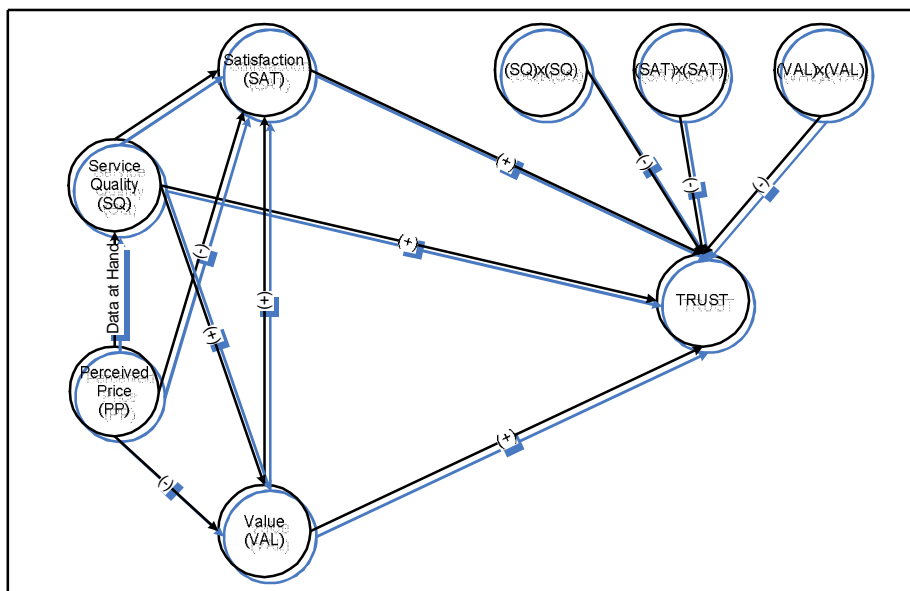 Satisfaction
(SAT)
(SQ)x(SQ)
(SAT)x(SAT)
(VAL)x(VAL)
Service
Quality
(SQ)
(+)
(-)
(-)
(-)
(+)
(-)
Data at Hand
(+)
(+)
TRUST
Perceived
Price
(PP)
(+)
(-)
Value
(VAL)